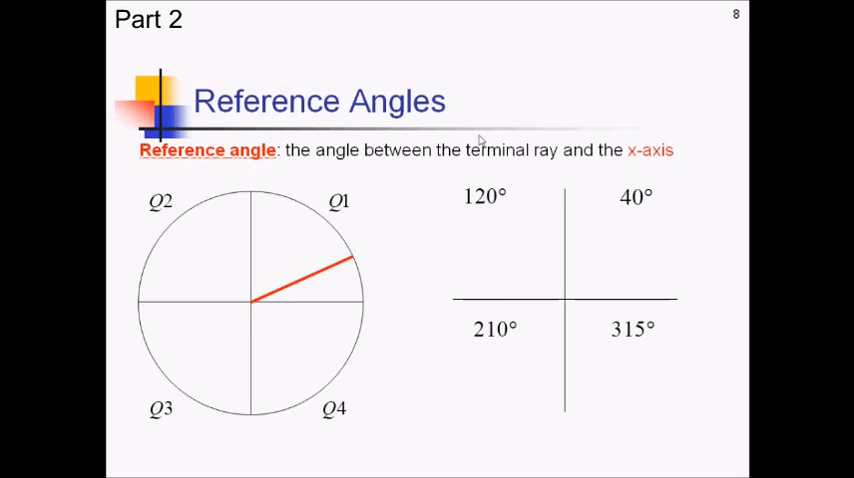 Part 2
8
Reference Angles
Reference angle: the angle between the terminal ray and the x-axis
Q2
Q1
Q3
Q4
120°
40°
210°
315°